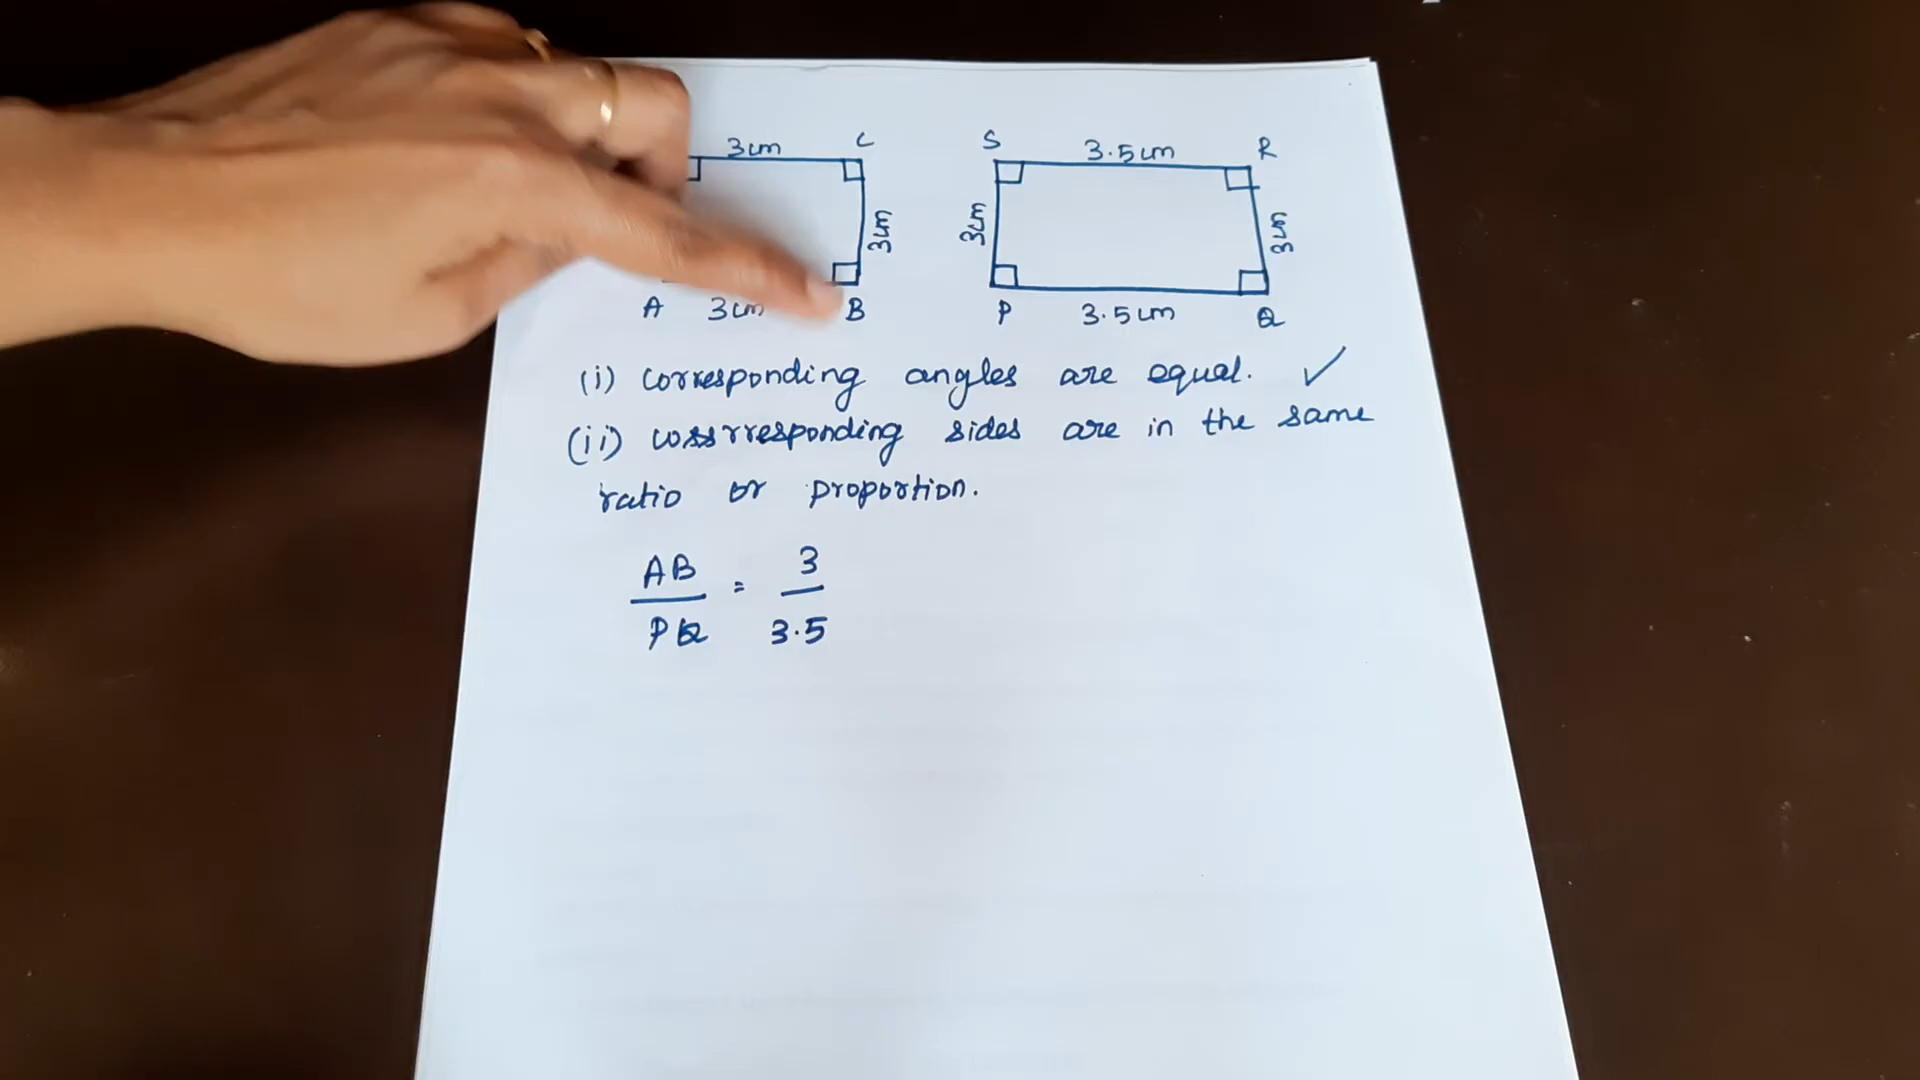 3cm C S 3.5cm R
3cm 3cm 3cm
A 3cm B P 3.5cm Q
(i) corresponding angles are equal. ✓
(ii) corresponding sides are in the same
ratio or proportion.
AB = 3
PQ 3.5